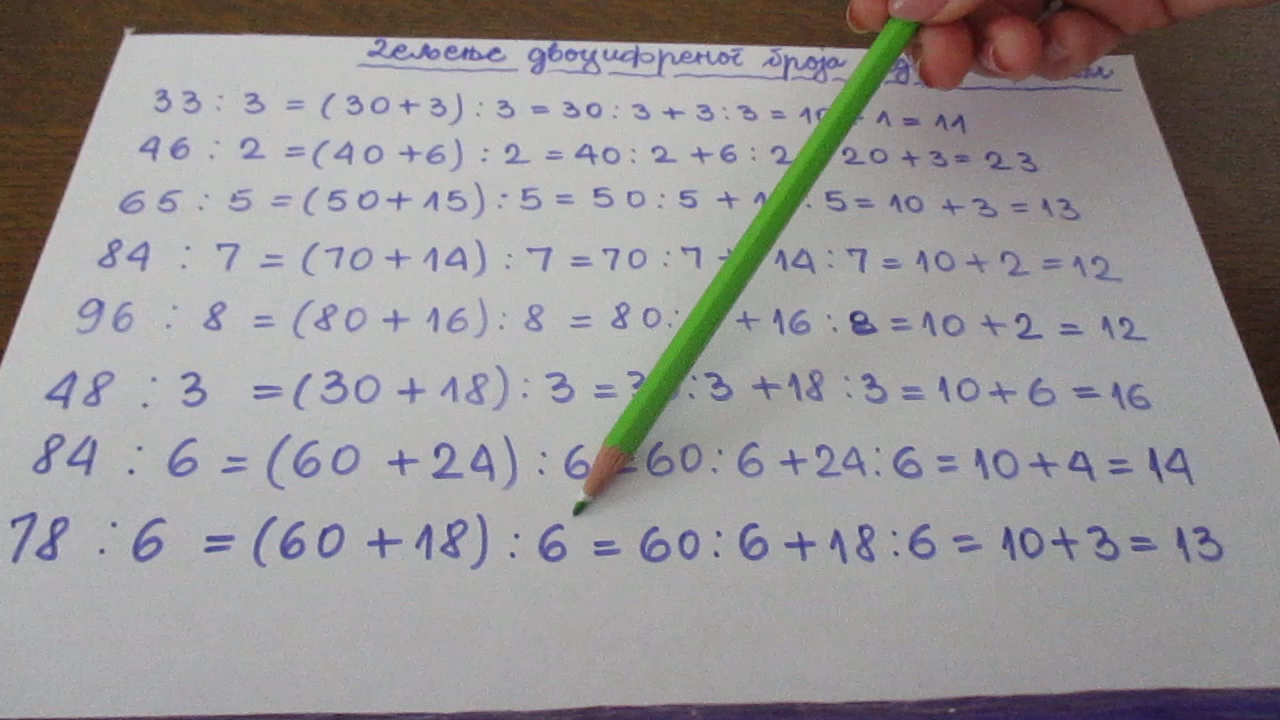 Дељење двоцифреног броја
33 : 3 = (30+3) : 3 = 30 : 3 + 3 : 3 = 10 + 1 = 11
46 : 2 = (40+6) : 2 = 40 : 2 + 6 : 2 20 + 3 = 23
65 : 5 = (50+15) : 5 = 50 : 5 + 1 : 5 = 10 + 3 = 13
84 : 7 = (70+14) : 7 = 70 : 7 + 14 : 7 = 10 + 2 = 12
96 : 8 = (80+16) : 8 = 80 : + 16 : 8 = 10 + 2 = 12
48 : 3 = (30+18) : 3 = 3 : 3 + 18 : 3 = 10 + 6 = 16
84 : 6 = (60+24) : 6 = 60 : 6 + 24 : 6 = 10 + 4 = 14
78 : 6 = (60+18) : 6 = 60 : 6 + 18 : 6 = 10 + 3 = 13